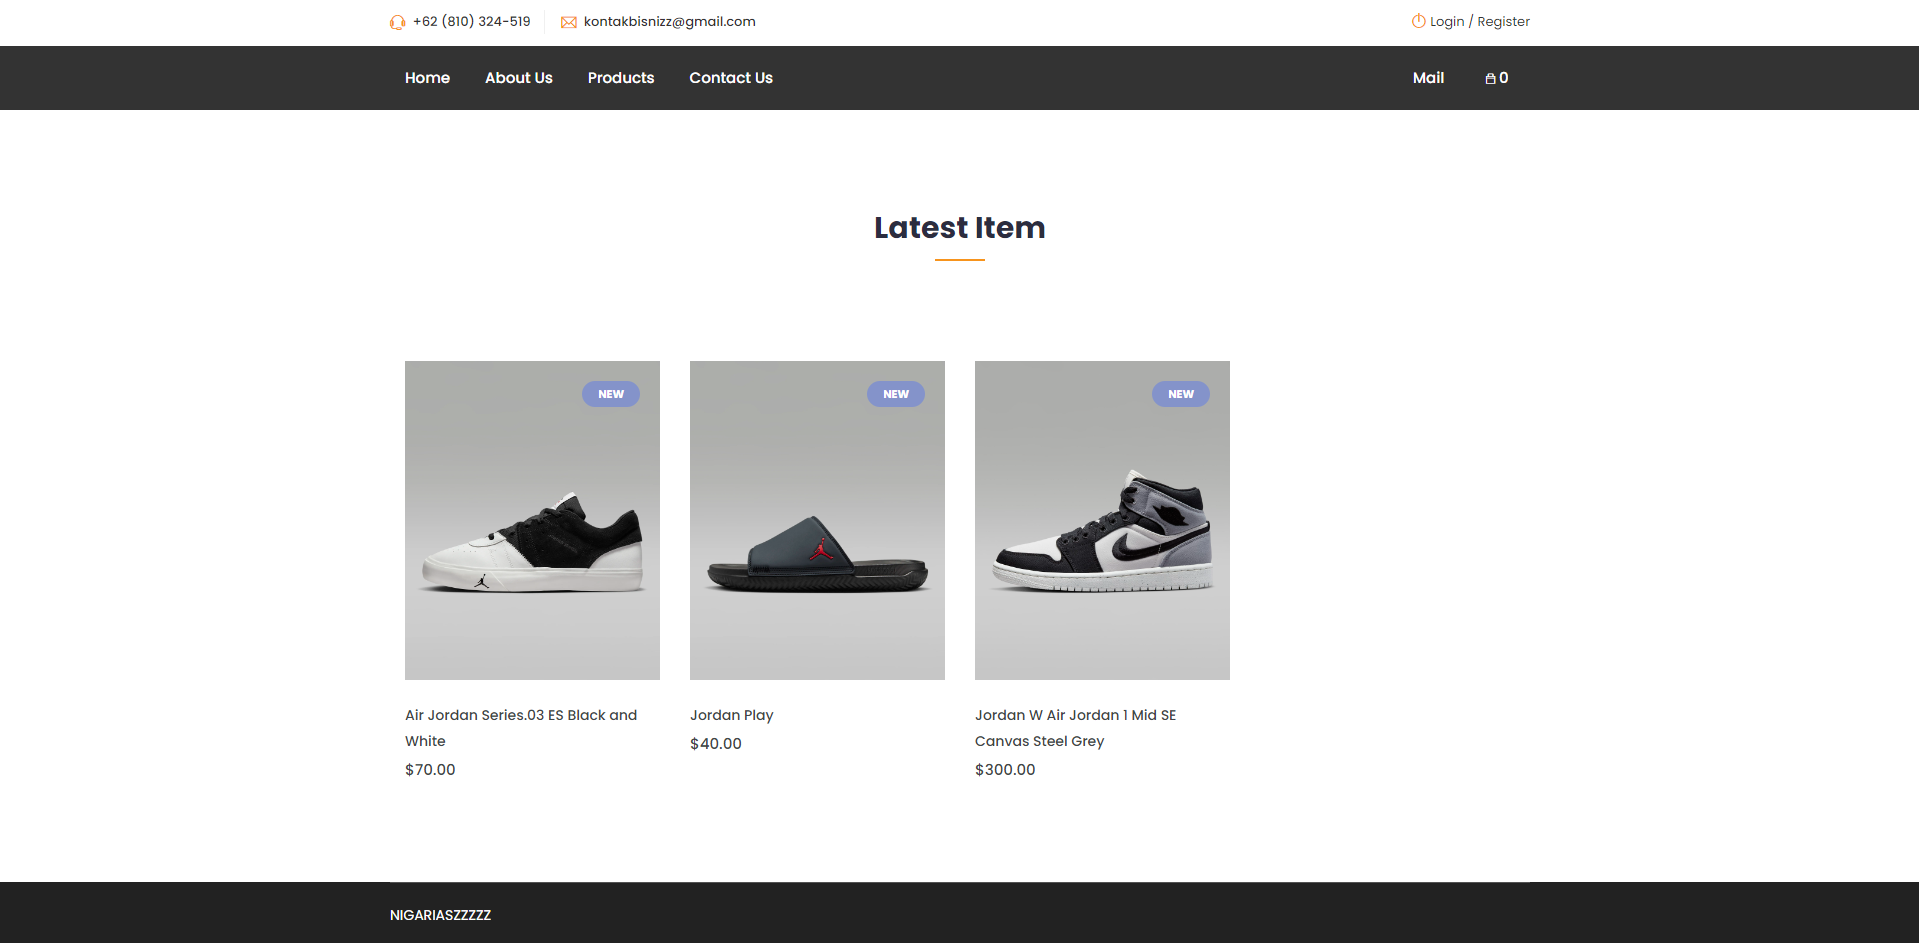 +62 (810) 324-519 kontakbisnizz@gmail.com Login / Register
Home About Us Products Contact Us Mail 0
Latest Item
NEW NEW NEW
Air Jordan Series.03 ES Black and
White
$70.00
Jordan Play
$40.00
Jordan W Air Jordan 1 Mid SE
Canvas Steel Grey
$300.00
NIGARIASZZZZZ